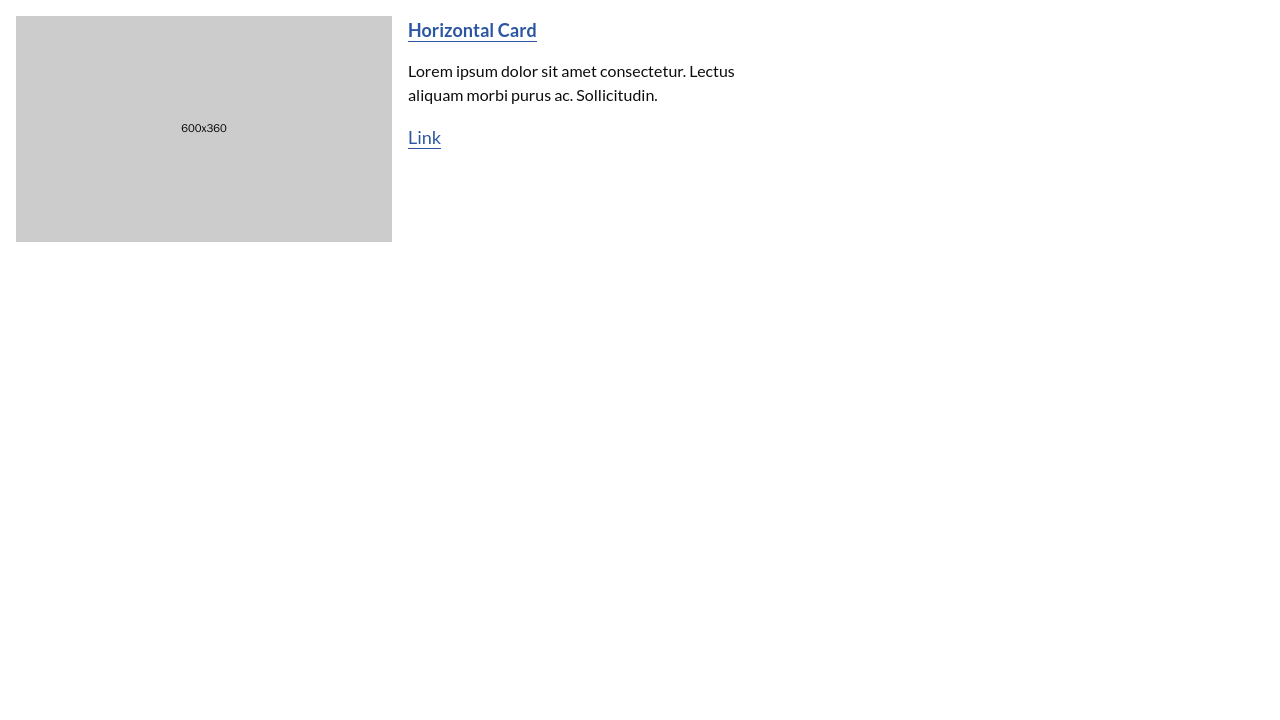 600x360
Horizontal Card
Lorem ipsum dolor sit amet consectetur. Lectus
aliquam morbi purus ac. Sollicitudin.
Link